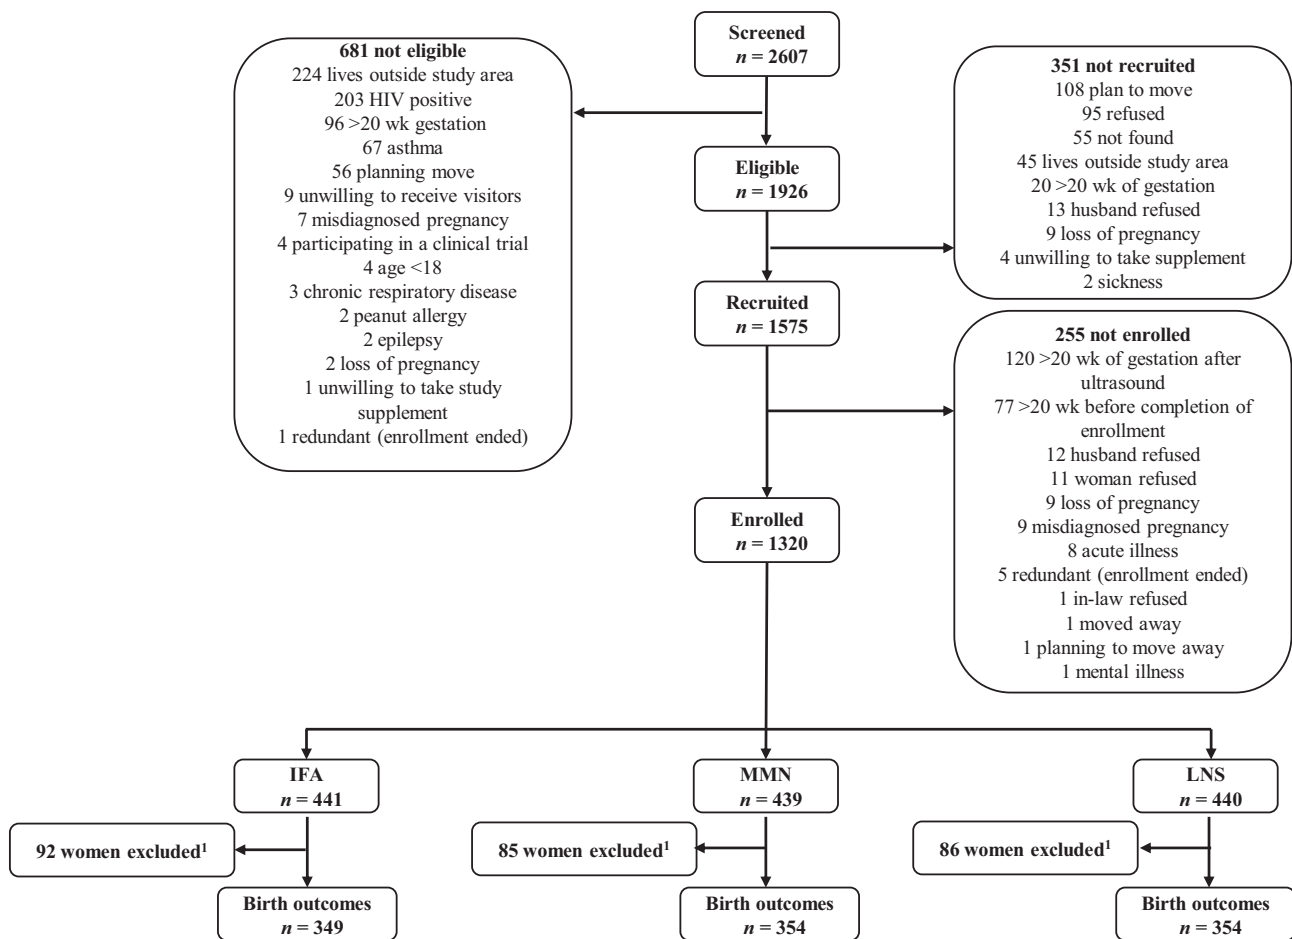 Screened
n = 2607
681 not eligible
224 lives outside study area
203 HIV positive
96 >20 wk gestation
67 asthma
56 planning move
9 unwilling to receive visitors
7 misdiagnosed pregnancy
4 participating in a clinical trial
4 age <18
3 chronic respiratory disease
2 peanut allergy
2 epilepsy
2 loss of pregnancy
1 unwilling to take study
supplement
1 redundant (enrollment ended)
Eligible
n = 1926
351 not recruited
108 plan to move
95 refused
55 not found
45 lives outside study area
20 >20 wk of gestation
13 husband refused
9 loss of pregnancy
4 unwilling to take supplement
2 sickness
Recruited
n = 1575
255 not enrolled
120 >20 wk of gestation after
ultrasound
77 >20 wk before completion of
enrollment
12 husband refused
11 woman refused
9 loss of pregnancy
9 misdiagnosed pregnancy
8 acute illness
5 redundant (enrollment ended)
1 in-law refused
1 moved away
1 planning to move away
1 mental illness
Enrolled
n = 1320
IFA
n = 441
MMN
n = 439
LNS
n = 440
92 women excluded¹
85 women excluded¹
86 women excluded¹
Birth outcomes
n = 349
Birth outcomes
n = 354
Birth outcomes
n = 354